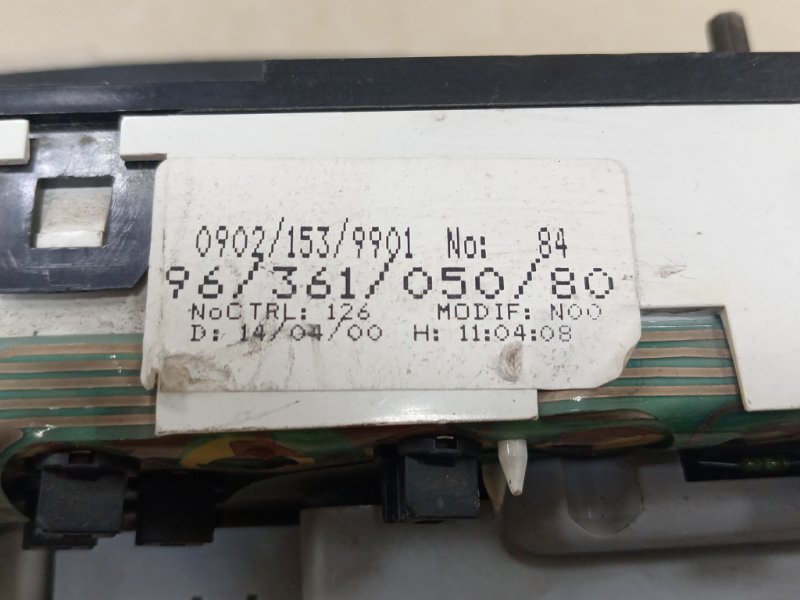 0902/153/9901 No: 84
96/361/050/80
NoCTRL: 126 MODIF: N00
D: 14/04/00 H: 11:04:08